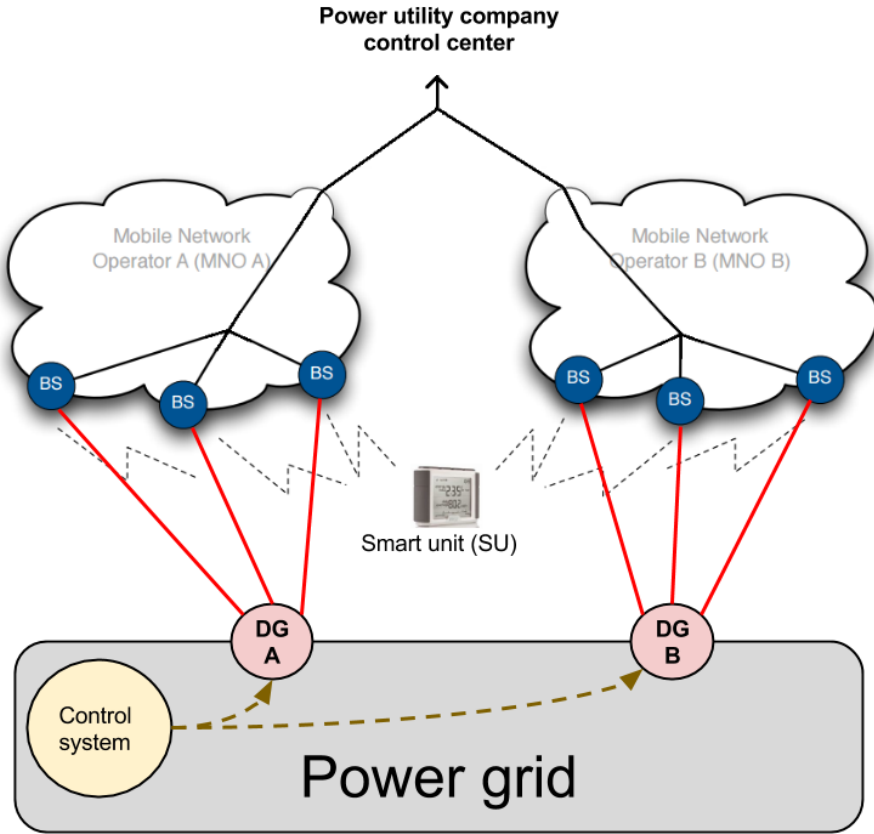 Power utility company
control center
Mobile Network
Operator A (MNO A)
Mobile Network
Operator B (MNO B)
BS
BS
BS
BS
BS
BS
Smart unit (SU)
DG
A
DG
B
Control
system
Power grid